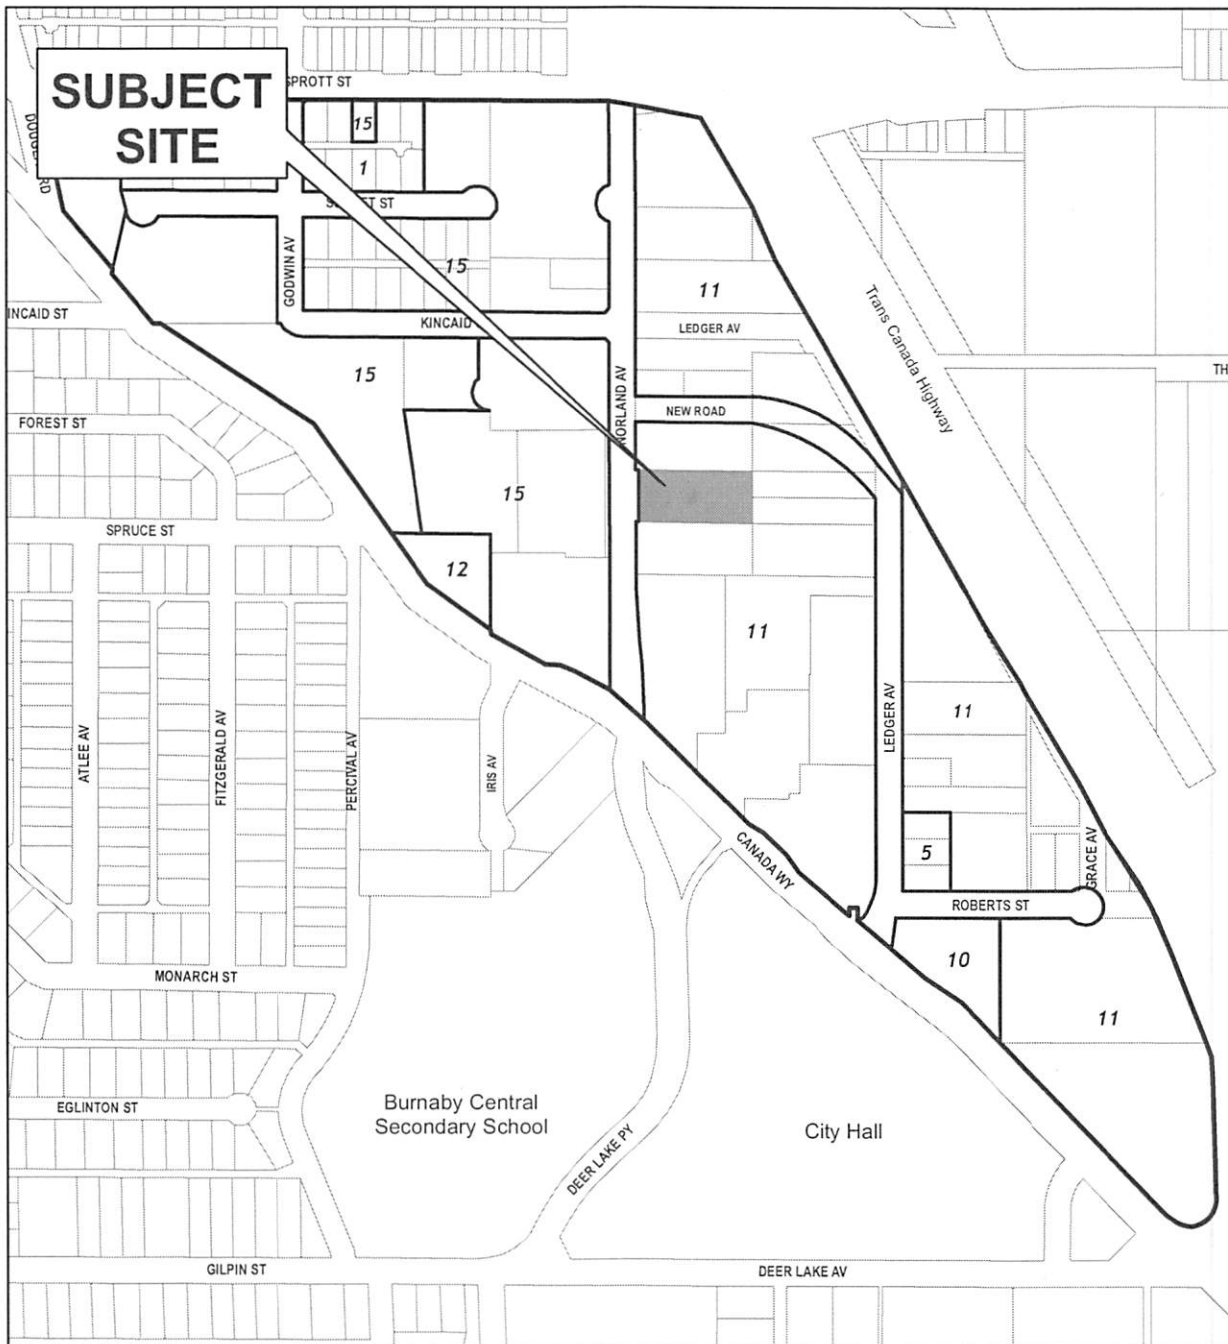 SPROTT ST
SUBJECT
SITE
15
1
GODWIN AV
15
11
KINCAID
LEDGER AV
Trans Canada Highway
INCAID ST
15
NORLAND AV
NEW ROAD
TH
FOREST ST
15
SPRUCE ST
12
11
ATLEE AV
FITZGERALD AV
PERCIVAL AV
IRIS AV
LEDGER AV
11
CANADA WY
5
GRACE AV
ROBERTS ST
10
11
MONARCH ST
EGLINTON ST
Burnaby Central
Secondary School
City Hall
DEER LAKE PY
GILPIN ST
DEER LAKE AV